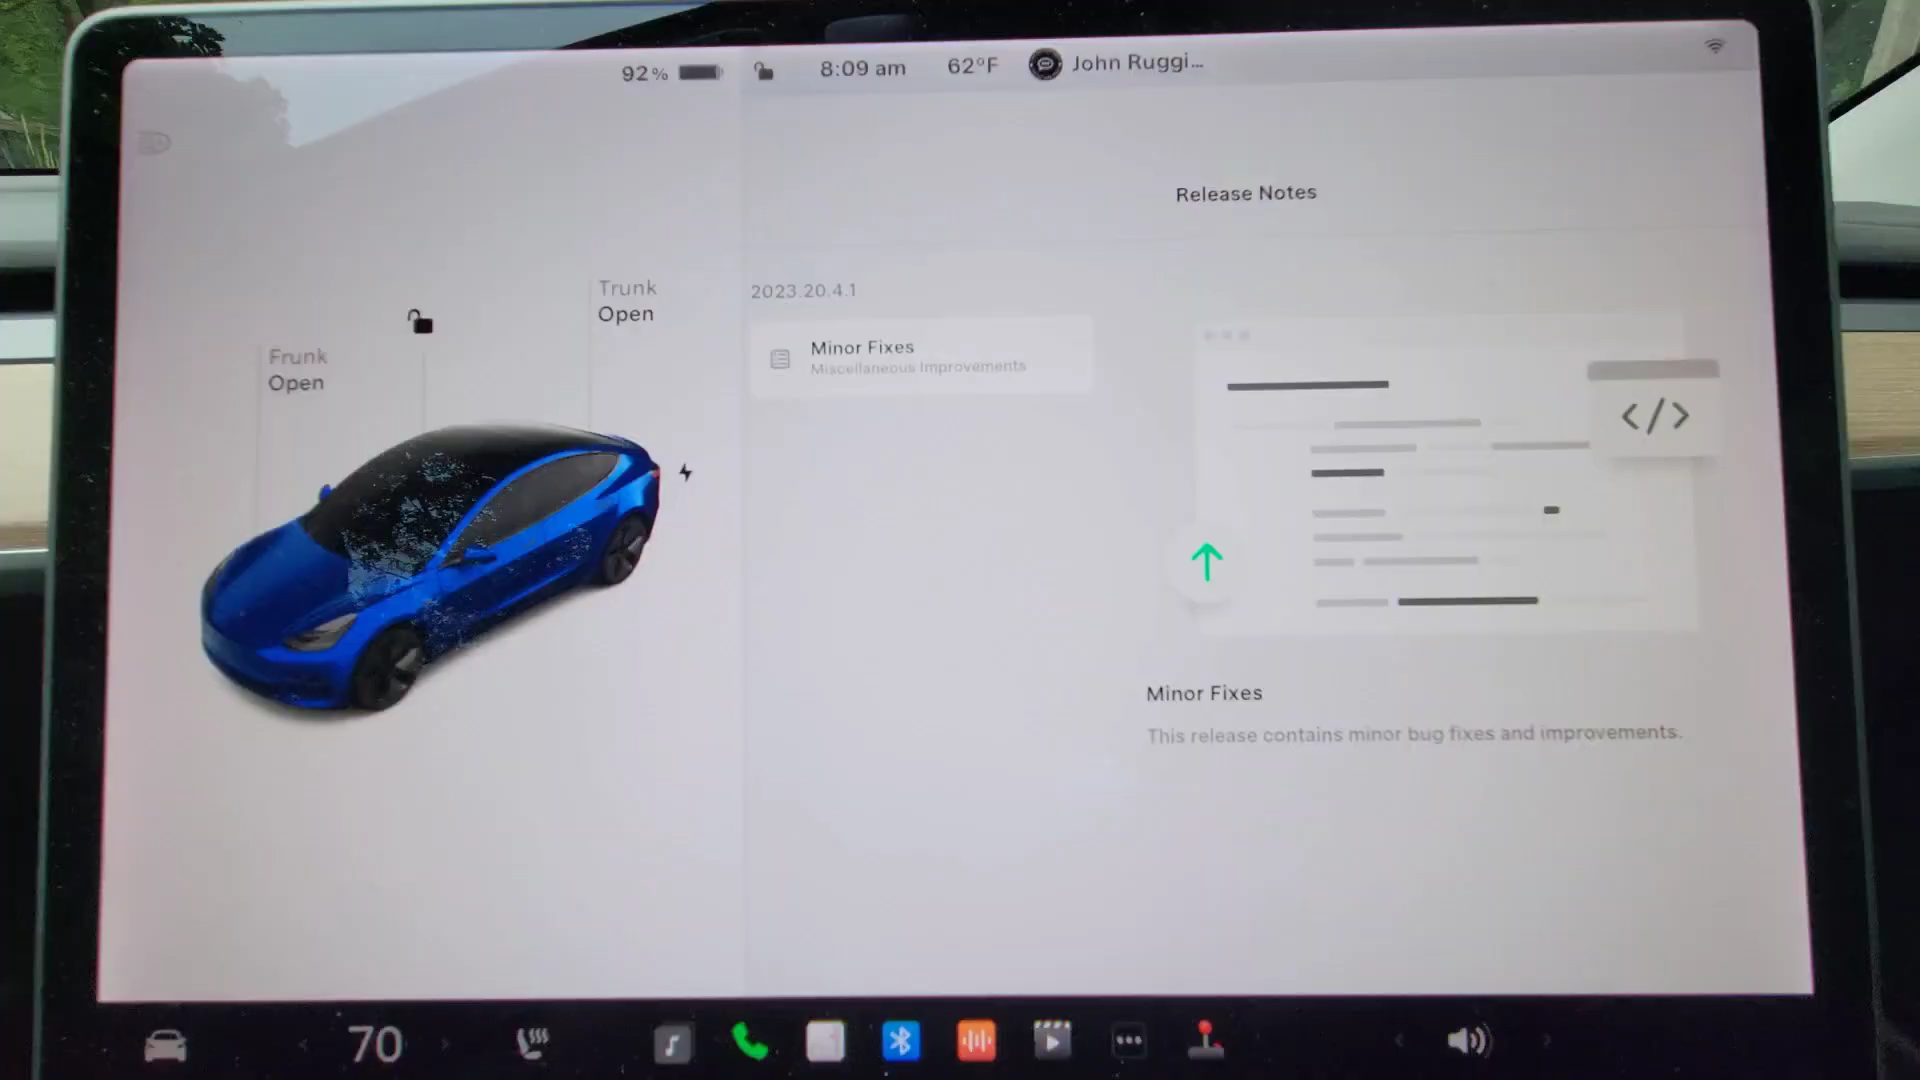 92% 8:09 am 62°F John Ruggi...
Release Notes
Trunk
Open
Frunk
Open
2023.20.4.1
Minor Fixes
Miscellaneous Improvements
</>
Minor Fixes
This release contains minor bug fixes and improvements.
70